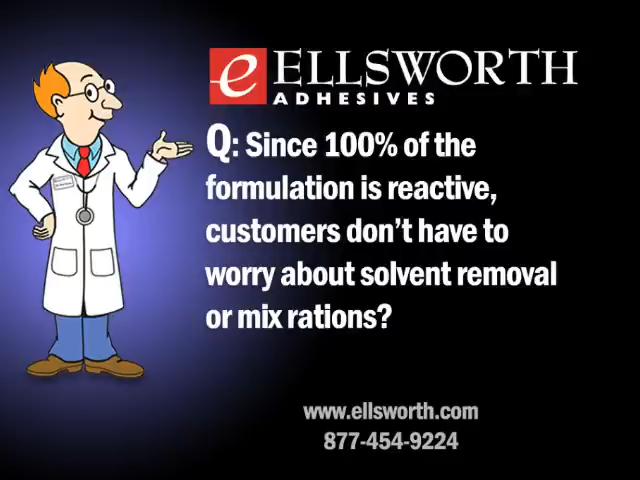 e ELLSWORTH
ADHESIVES
Q: Since 100% of the
formulation is reactive,
customers don't have to
worry about solvent removal
or mix rations?
www.ellsworth.com
877-454-9224